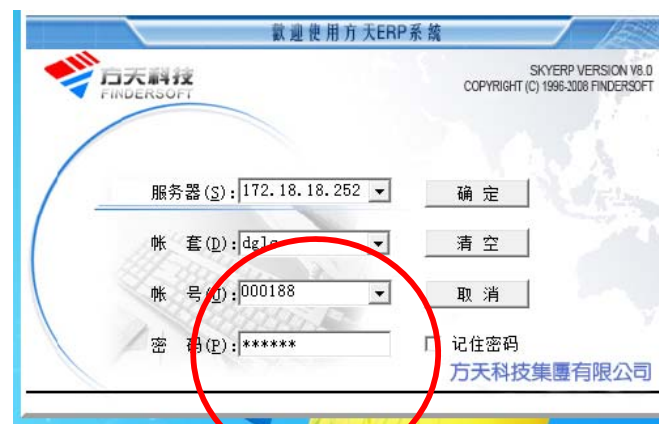 歡迎使用方天ERP系統
方天科技
FINDERSOFT
SKYERP VERSION V8.0
COPYRIGHT (C) 1996-2008 FINDERSOFT
服务器(S): 172.18.18.252
确 定
帐 套(D):
清 空
帐 号(U): 000188
取 消
密 码(P): ******
记住密码
方天科技集團有限公司